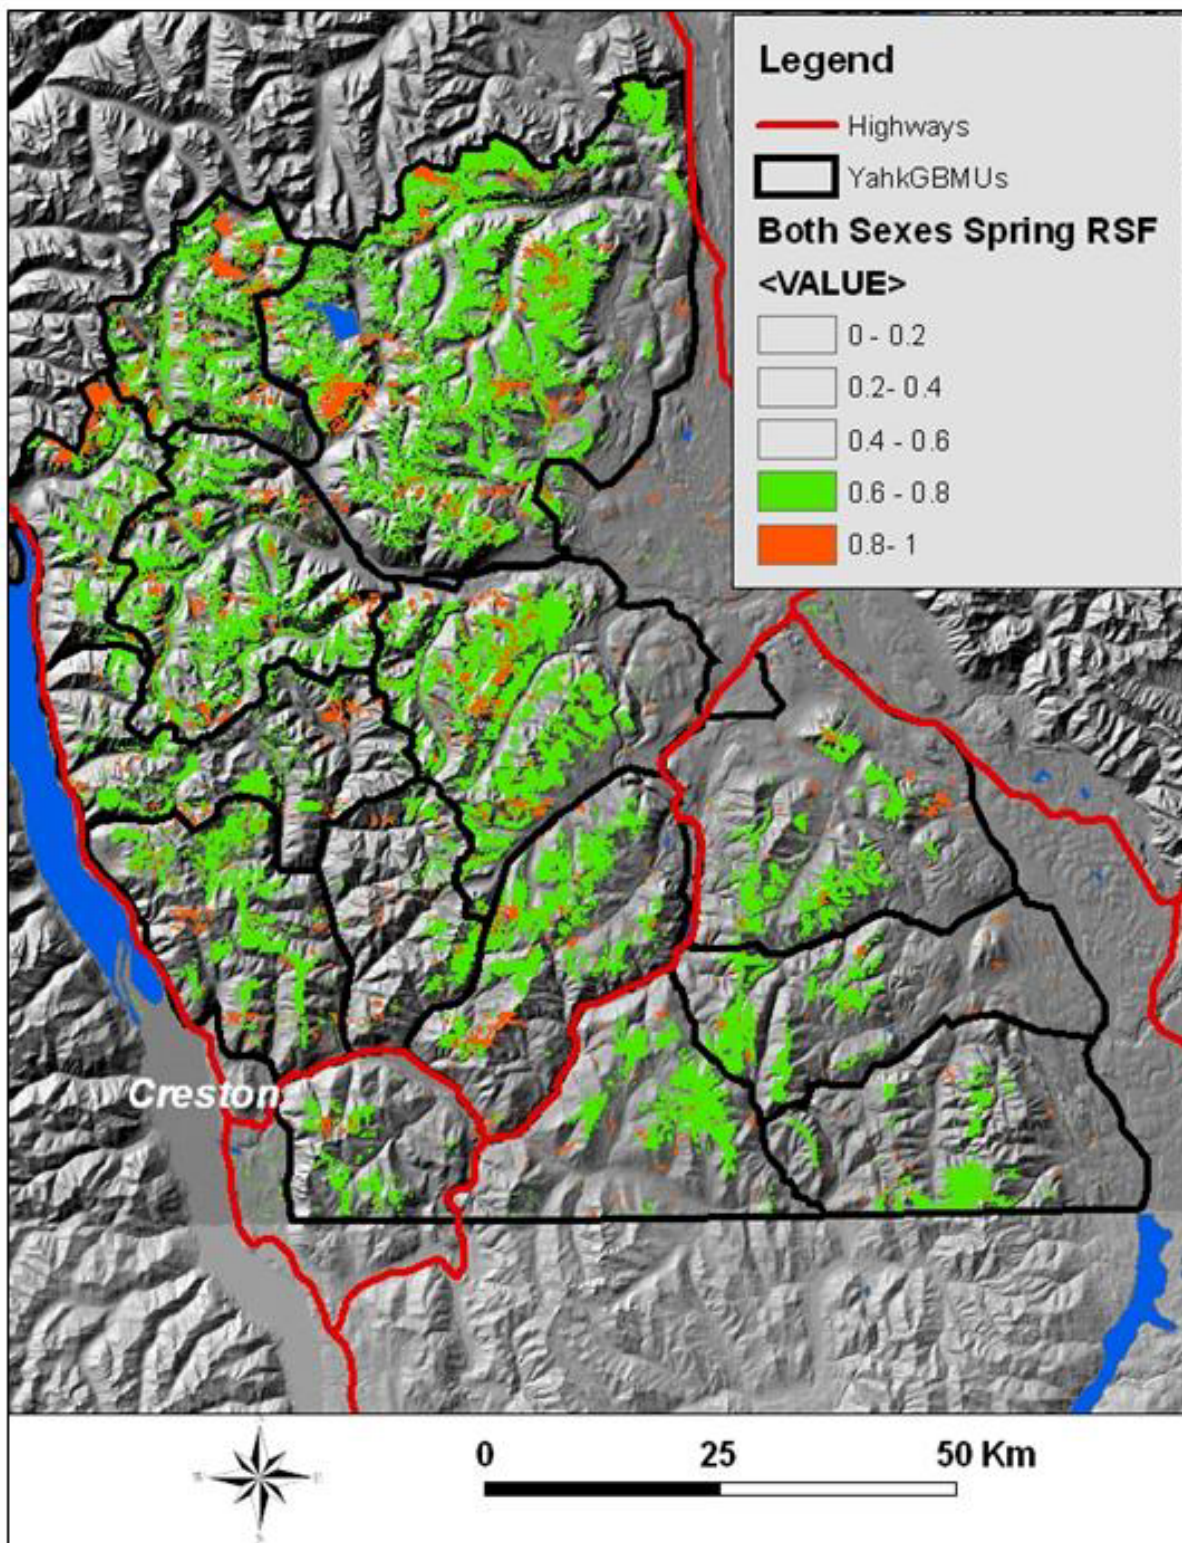 Legend
Highways
YahkGBMUs
Both Sexes Spring RSF
<VALUE>
0 - 0.2
0.2- 0.4
0.4 - 0.6
0.6 - 0.8
0.8- 1
Creston
0 25 50 Km